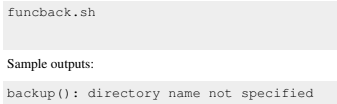 funcback.sh
Sample outputs:
backup(): directory name not specified